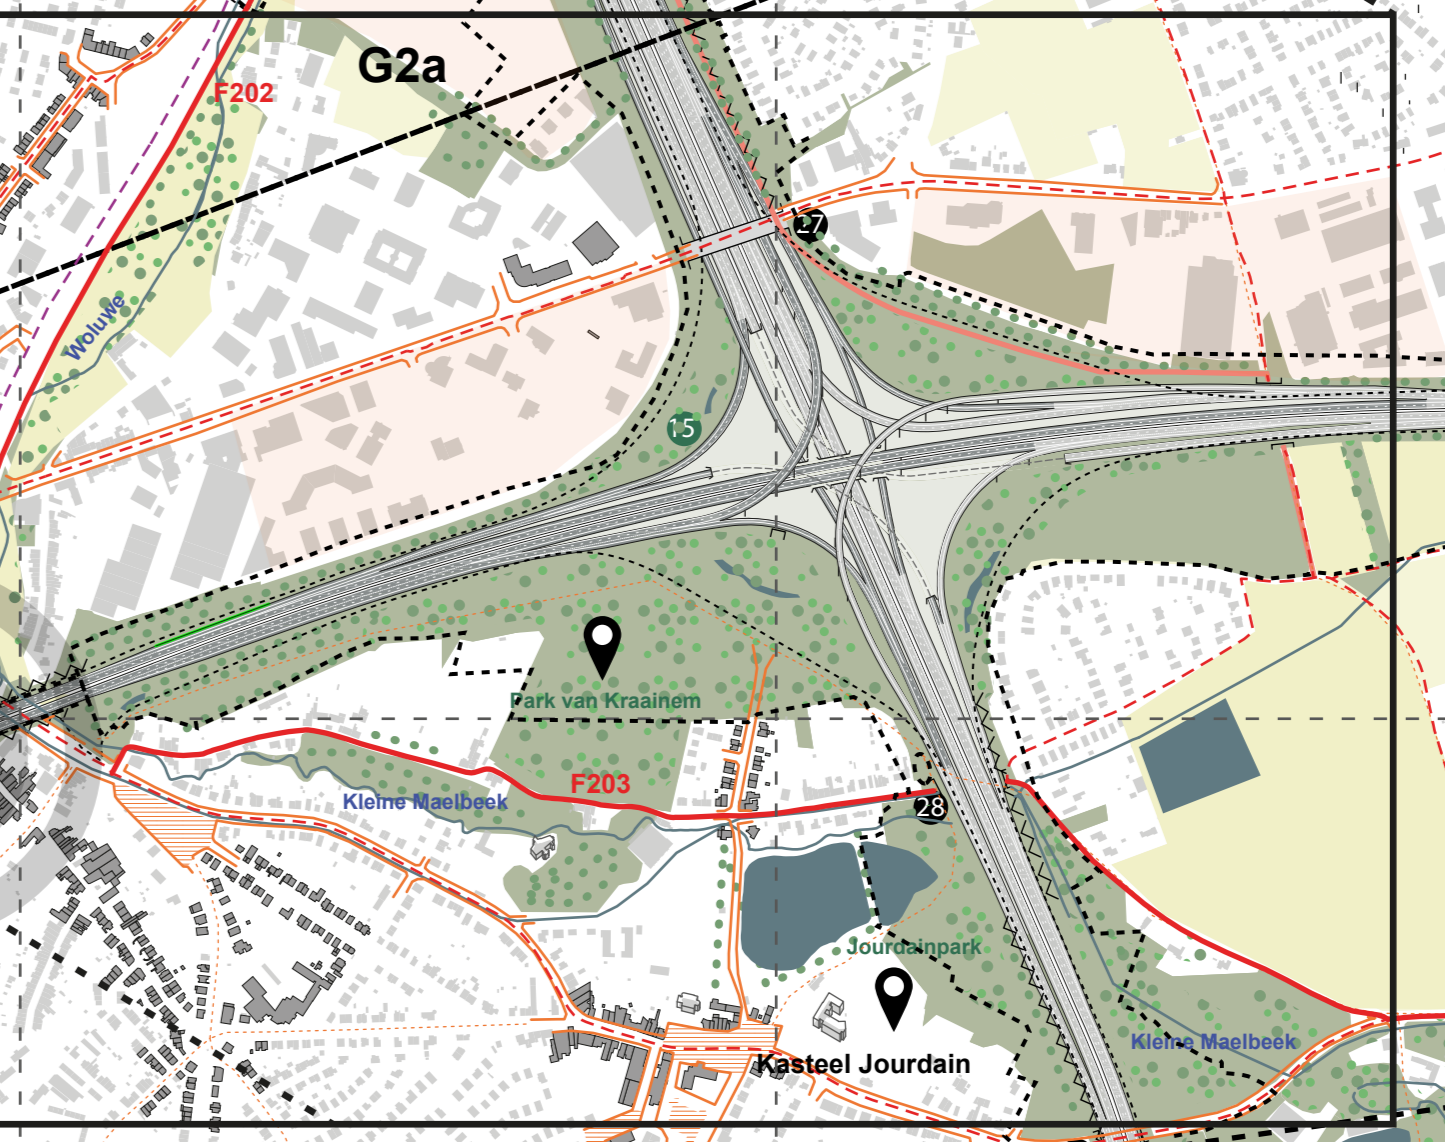 G2a
F202
27
Woluwe
15
Park van Kraainem
F203
Kleine Maelbeek
28
Jourdainpark
Kleine Maelbeek
Kasteel Jourdain